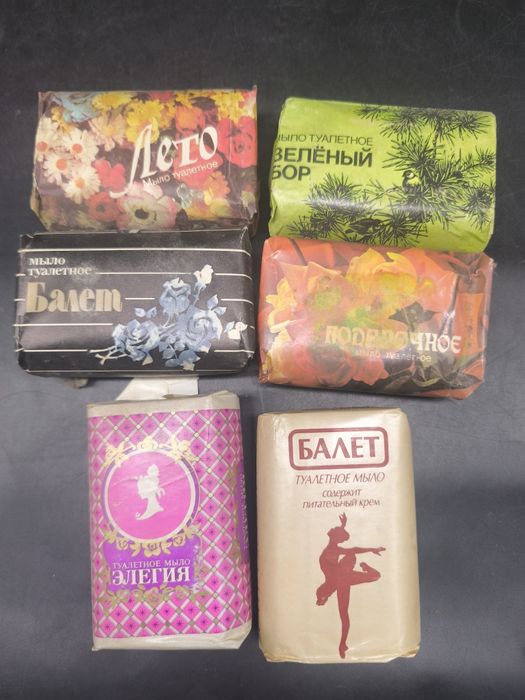 Лето
Мыло туалетное
МЫЛО ТУАЛЕТНОЕ
ЗЕЛЁНЫЙ
БОР
мыло
туалетное
Балет
ПОДАРОЧНОЕ
мыло туалетное
ТУАЛЕТНОЕ МЫЛО
ЭЛЕГИЯ
БАЛЕТ
ТУАЛЕТНОЕ МЫЛО
содержит
питательный крем